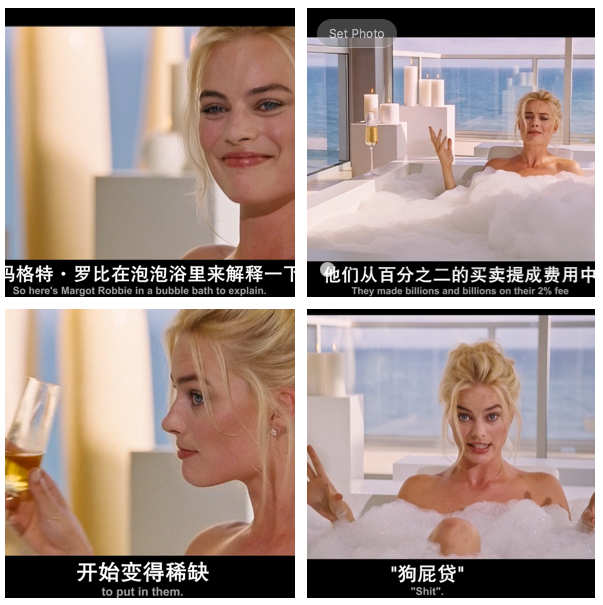 Set Photo
玛格特·罗比在泡泡浴里来解释一下
So here's Margot Robbie in a bubble bath to explain.
他们从百分之二的买卖提成费用中
They made billions and billions on their 2% fee
开始变得稀缺
to put in them.
"狗屁贷"
"Shit".